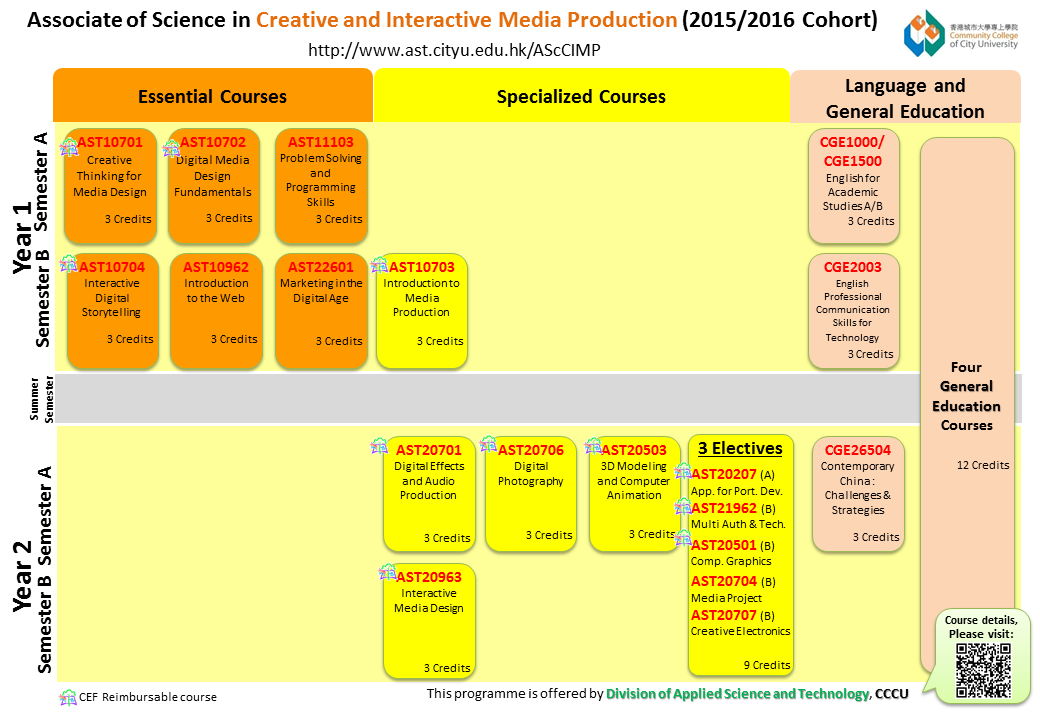 Associate of Science in Creative and Interactive Media Production (2015/2016 Cohort)
http://www.ast.cityu.edu.hk/AScCIMP
香港城市大學專上學院
Community College
of City University
Essential Courses
Specialized Courses
Language and
General Education
Year 1
Semester A
AST10701
Creative
Thinking for
Media Design
3 Credits
AST10702
Digital Media
Design
Fundamentals
3 Credits
AST11103
Problem Solving
and
Programming
Skills
3 Credits
CGE1000/
CGE1500
English for
Academic
Studies A/B
3 Credits
Semester B
AST10704
Interactive
Digital
Storytelling
3 Credits
AST10962
Introduction
to the Web
3 Credits
AST22601
Marketing in the
Digital Age
3 Credits
AST10703
Introduction to
Media
Production
3 Credits
CGE2003
English
Professional
Communication
Skills for
Technology
3 Credits
Summer
Semester
Four
General
Education
Courses
12 Credits
Year 2
Semester A
AST20701
Digital Effects
and Audio
Production
3 Credits
AST20706
Digital
Photography
3 Credits
AST20503
3D Modeling
and Computer
Animation
3 Credits
3 Electives
AST20207 (A)
App. for Port. Dev.
AST21962 (B)
Multi Auth & Tech.
AST20501 (B)
Comp. Graphics
AST20704 (B)
Media Project
AST20707 (B)
Creative Electronics
9 Credits
CGE26504
Contemporary
China :
Challenges &
Strategies
3 Credits
Semester B
AST20963
Interactive
Media Design
3 Credits
Course details,
Please visit:
CEF Reimbursable course
This programme is offered by Division of Applied Science and Technology, CCCU